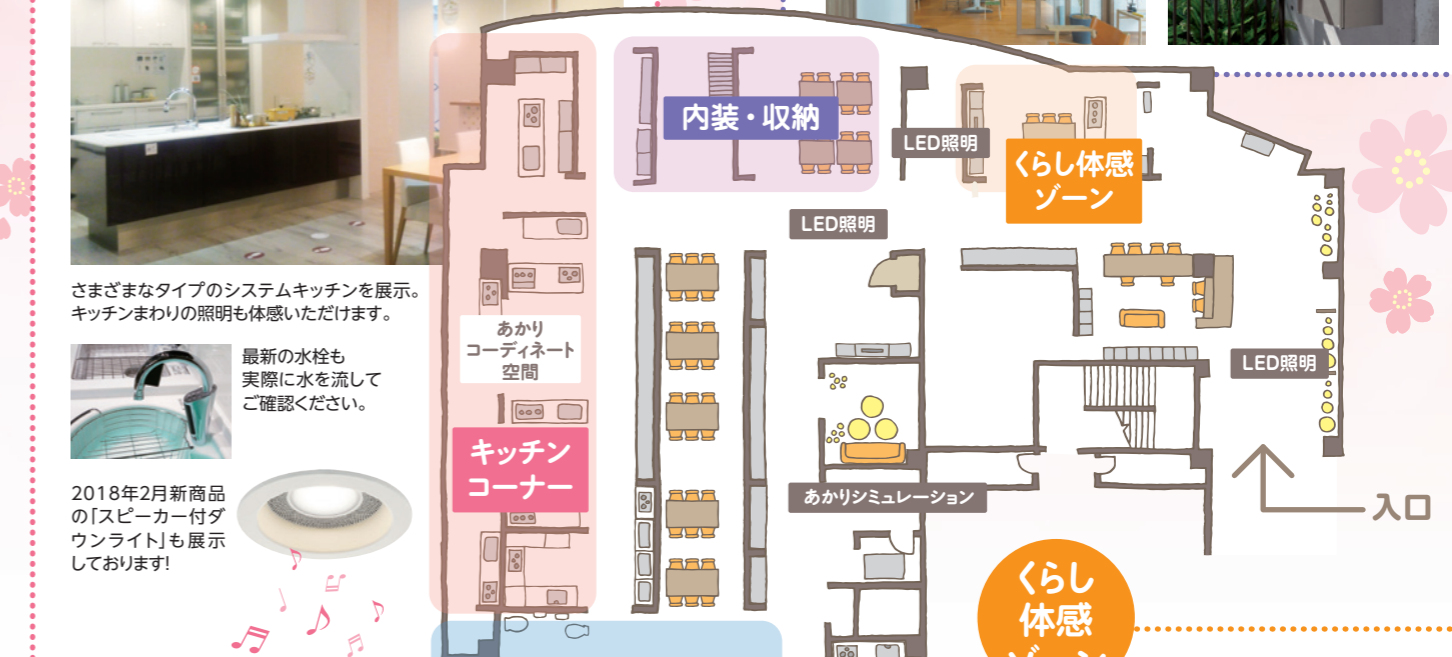 内装・収納
LED照明
くらし体感
ゾーン
LED照明
さまざまなタイプのシステムキッチンを展示。
キッチンまわりの照明も体感いただけます。
あかり
コーディネート
空間
最新の水栓も
実際に水を流して
ご確認ください。
LED照明
キッチン
コーナー
2018年2月新商品
の「スピーカー付ダ
ウンライト」も展示
しております!
あかりシミュレーション
入口
くらし
体感
ゾーン